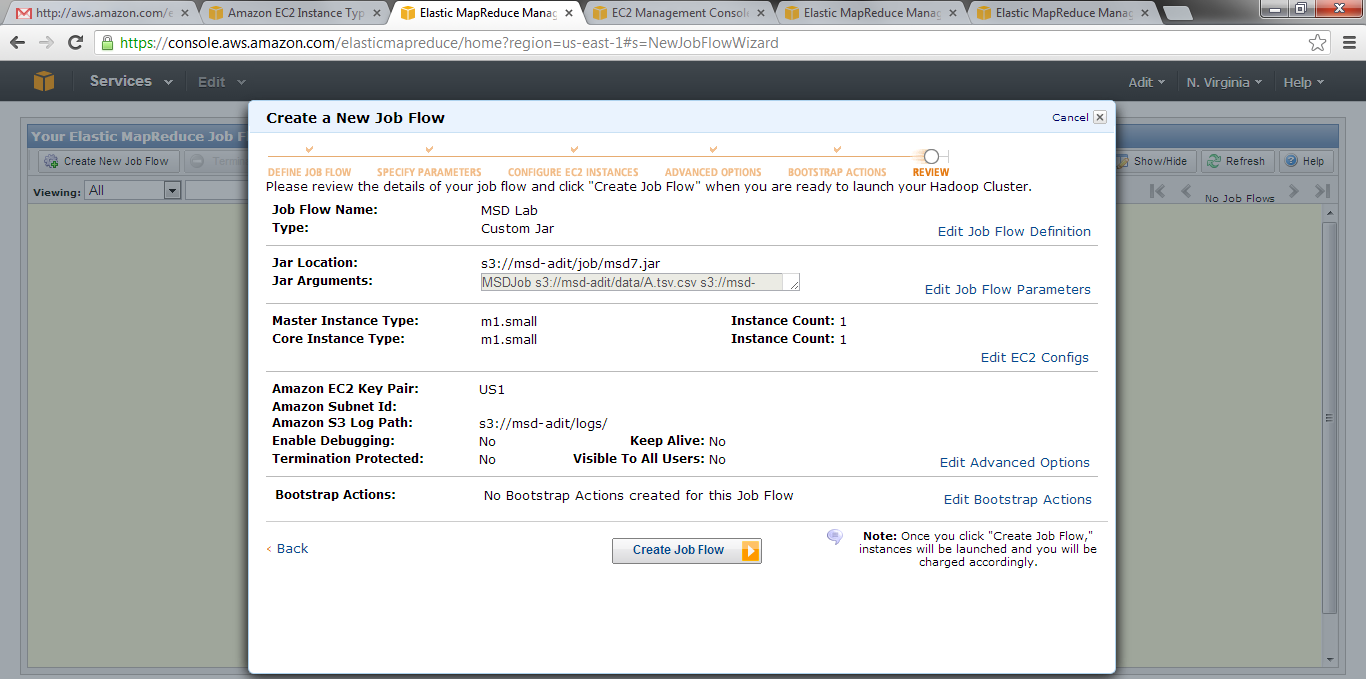 http://aws.amazon.com/e
Amazon EC2 Instance Typ
Elastic MapReduce Manag
EC2 Management Console
Elastic MapReduce Manag
Elastic MapReduce Manag
https://console.aws.amazon.com/elasticmapreduce/home?region=us-east-1#s=NewJobFlowWizard
Services Edit Adit N. Virginia Help
Your Elastic MapReduce Job F
Create New Job Flow Termi Show/Hide Refresh Help
Viewing: All No Job Flows
Create a New Job Flow Cancel
DEFINE JOB FLOW SPECIFY PARAMETERS CONFIGURE EC2 INSTANCES ADVANCED OPTIONS BOOTSTRAP ACTIONS REVIEW
Please review the details of your job flow and click "Create Job Flow" when you are ready to launch your Hadoop Cluster.
Job Flow Name: MSD Lab
Type: Custom Jar
Edit Job Flow Definition
Jar Location: s3://msd-adit/job/msd7.jar
Jar Arguments: MSDJob s3://msd-adit/data/A.tsv.csv s3://msd-
Edit Job Flow Parameters
Master Instance Type: m1.small Instance Count: 1
Core Instance Type: m1.small Instance Count: 1
Edit EC2 Configs
Amazon EC2 Key Pair: US1
Amazon Subnet Id:
Amazon S3 Log Path: s3://msd-adit/logs/
Enable Debugging: No Keep Alive: No
Termination Protected: No Visible To All Users: No
Edit Advanced Options
Bootstrap Actions: No Bootstrap Actions created for this Job Flow
Edit Bootstrap Actions
< Back
Create Job Flow
Note: Once you click "Create Job Flow,"
instances will be launched and you will be
charged accordingly.